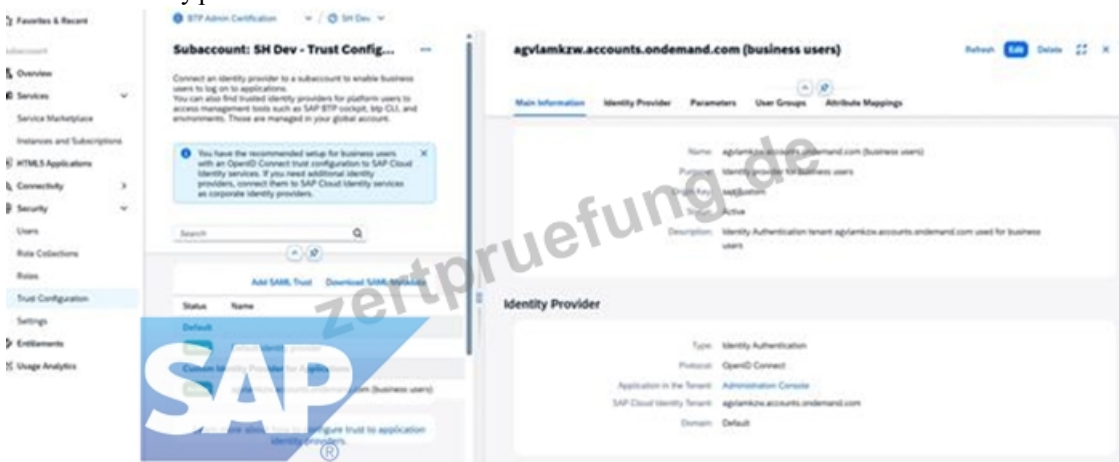 Favorites & Recent
Overview
Services
Service Marketplace
Instances and Subscriptions
HTML5 Applications
Connectivity
Security
Users
Role Collections
Roles
Trust Configuration
Settings
Entitlements
Usage Analytics
BTP Admin Certification / SH Dev
Subaccount: SH Dev - Trust Config...
Connect an identity provider to a subaccount to enable business
users to log on to applications.
You can also find trusted identity providers for platform users to
access management tools such as SAP BTP cockpit, btp CLI, and
environments. Those are managed in your global account.
You have the recommended setup for business users
with an OpenID Connect trust configuration to SAP Cloud
Identity services. If you need additional identity
providers, connect them to SAP Cloud Identity services
as corporate identity providers.
Search
Add SAML Trust Download SAML Metadata
Status Name
Default
Default identity provider
Custom Identity Provider for Applications
(business users)
configure trust to application
identity providers.
agvlamkzw.accounts.ondemand.com (business users)
Refresh Edit Delete
Main Information Identity Provider Parameters User Groups Attribute Mappings
Name: agvlamkzw.accounts.ondemand.com (business users)
Purpose: Identity provider for business users
Origin Key: sap.custom
Status: Active
Description: Identity Authentication tenant agvlamkzw.accounts.ondemand.com used for business
users
Identity Provider
Type: Identity Authentication
Protocol: OpenID Connect
Application in the Tenant: Administration Console
SAP Cloud Identity Tenant: agvlamkzw.accounts.ondemand.com
Domain: Default
zertpruefung.de
SAP
®